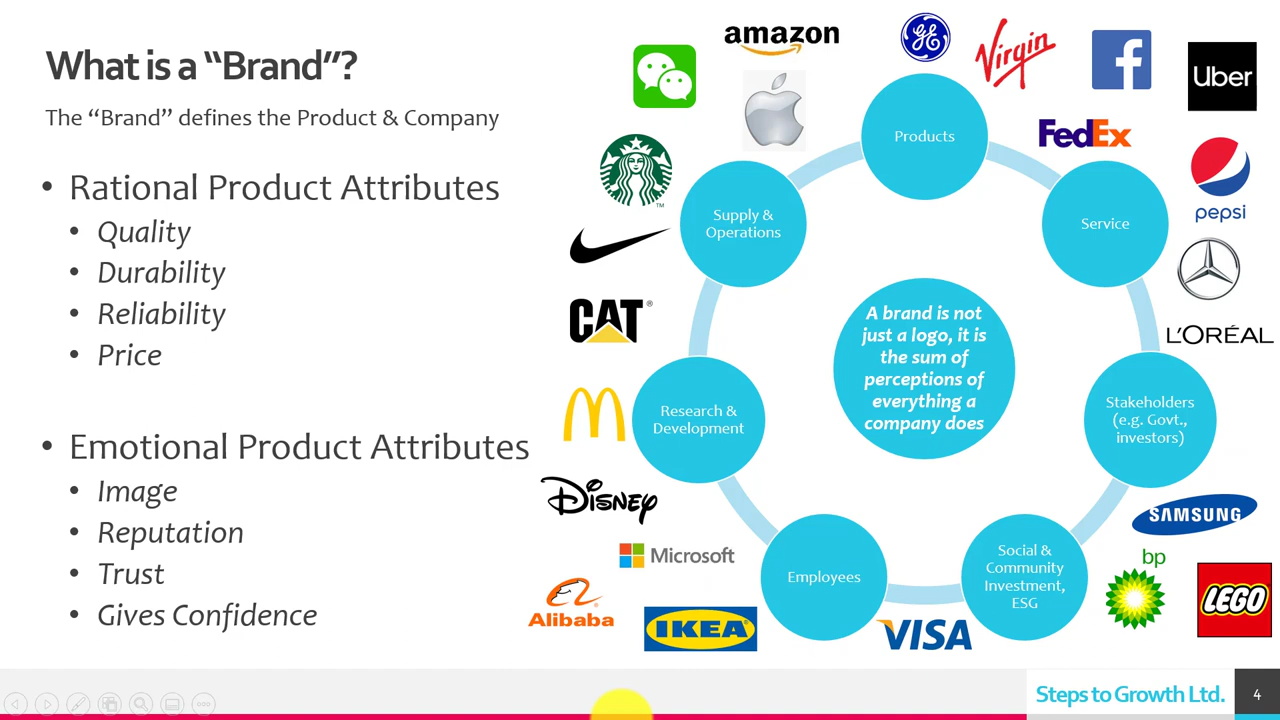 What is a “Brand”?
The “Brand” defines the Product & Company
• Rational Product Attributes
• Quality
• Durability
• Reliability
• Price
• Emotional Product Attributes
• Image
• Reputation
• Trust
• Gives Confidence
amazon
GE
Virgin
Uber
FedEx
pepsi
L'ORÉAL
CAT®
Disney
Microsoft
Alibaba
IKEA®
VISA
SAMSUNG
bp
LEGO
TM
Products
Service
Stakeholders
(e.g. Govt.,
investors)
Social &
Community
Investment,
ESG
Employees
Research &
Development
Supply &
Operations
A brand is not
just a logo, it is
the sum of
perceptions of
everything a
company does
Steps to Growth Ltd.
4